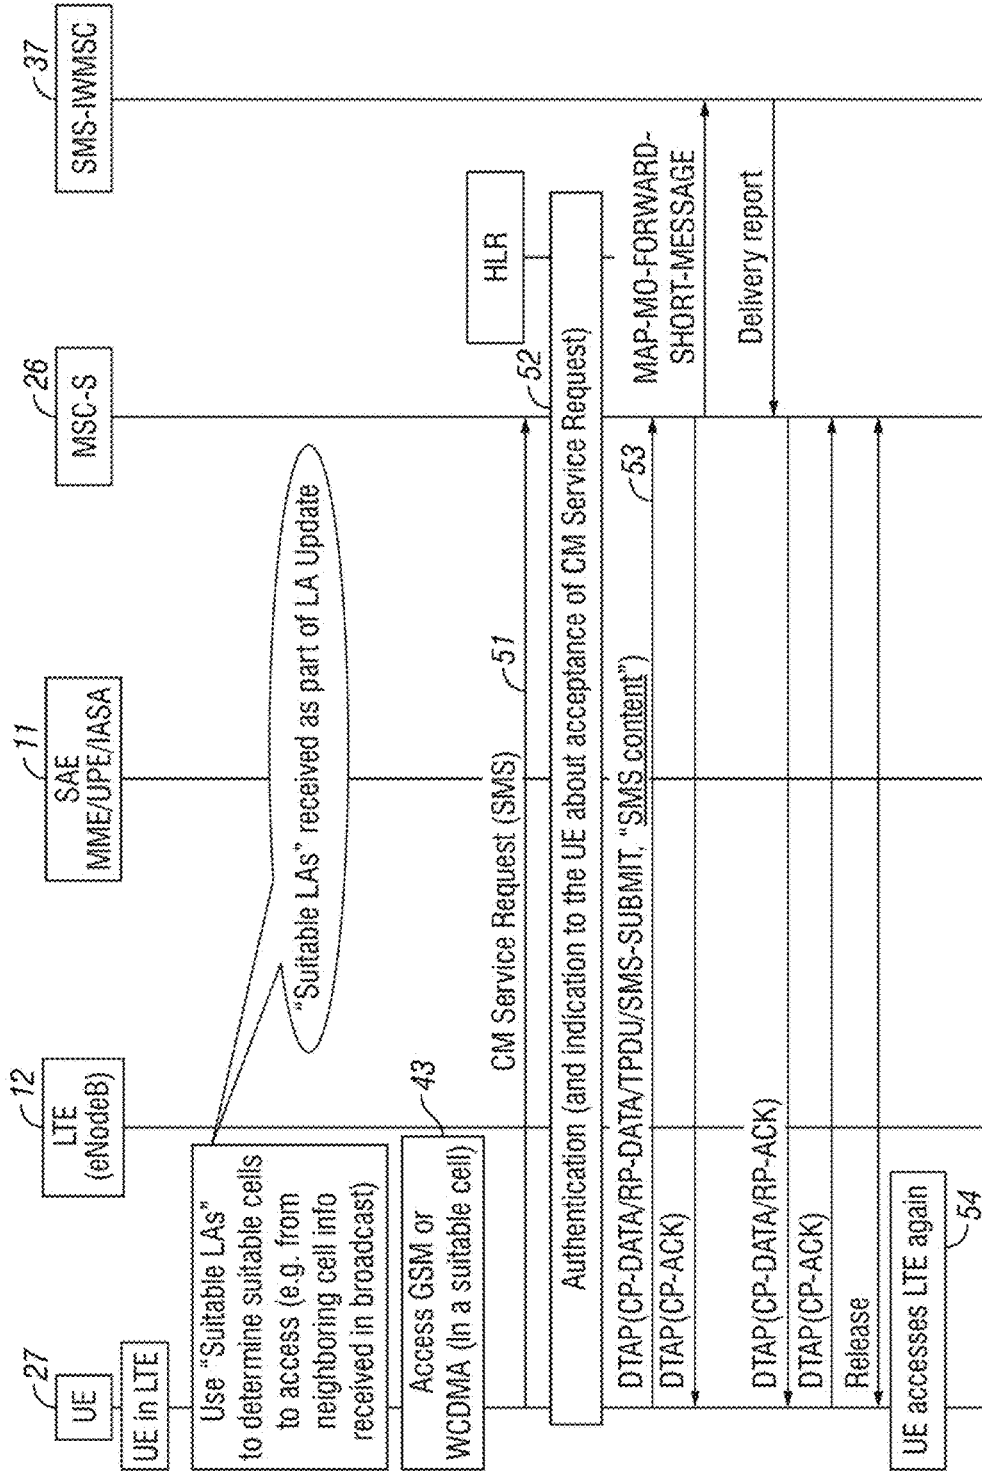 27
UE
12
LTE
(eNodeB)
11
SAE
MME/UPE/IASA
26
MSC-S
37
SMS-IWMSC
UE in LTE
Use "Suitable LAs"
to determine suitable cells
to access (e.g. from
neighboring cell info
received in broadcast)
"Suitable LAs" received as part of LA Update
Access GSM or
WCDMA (In a suitable cell)
43
HLR
CM Service Request (SMS)
51
52
Authentication (and indication to the UE about acceptance of CM Service Request)
DTAP(CP-DATA/RP-DATA/TPDU/SMS-SUBMIT, "SMS content")
53
DTAP(CP-ACK)
MAP-MO-FORWARD-
SHORT-MESSAGE
Delivery report
DTAP(CP-DATA/RP-ACK)
DTAP(CP-ACK)
Release
UE accesses LTE again
54